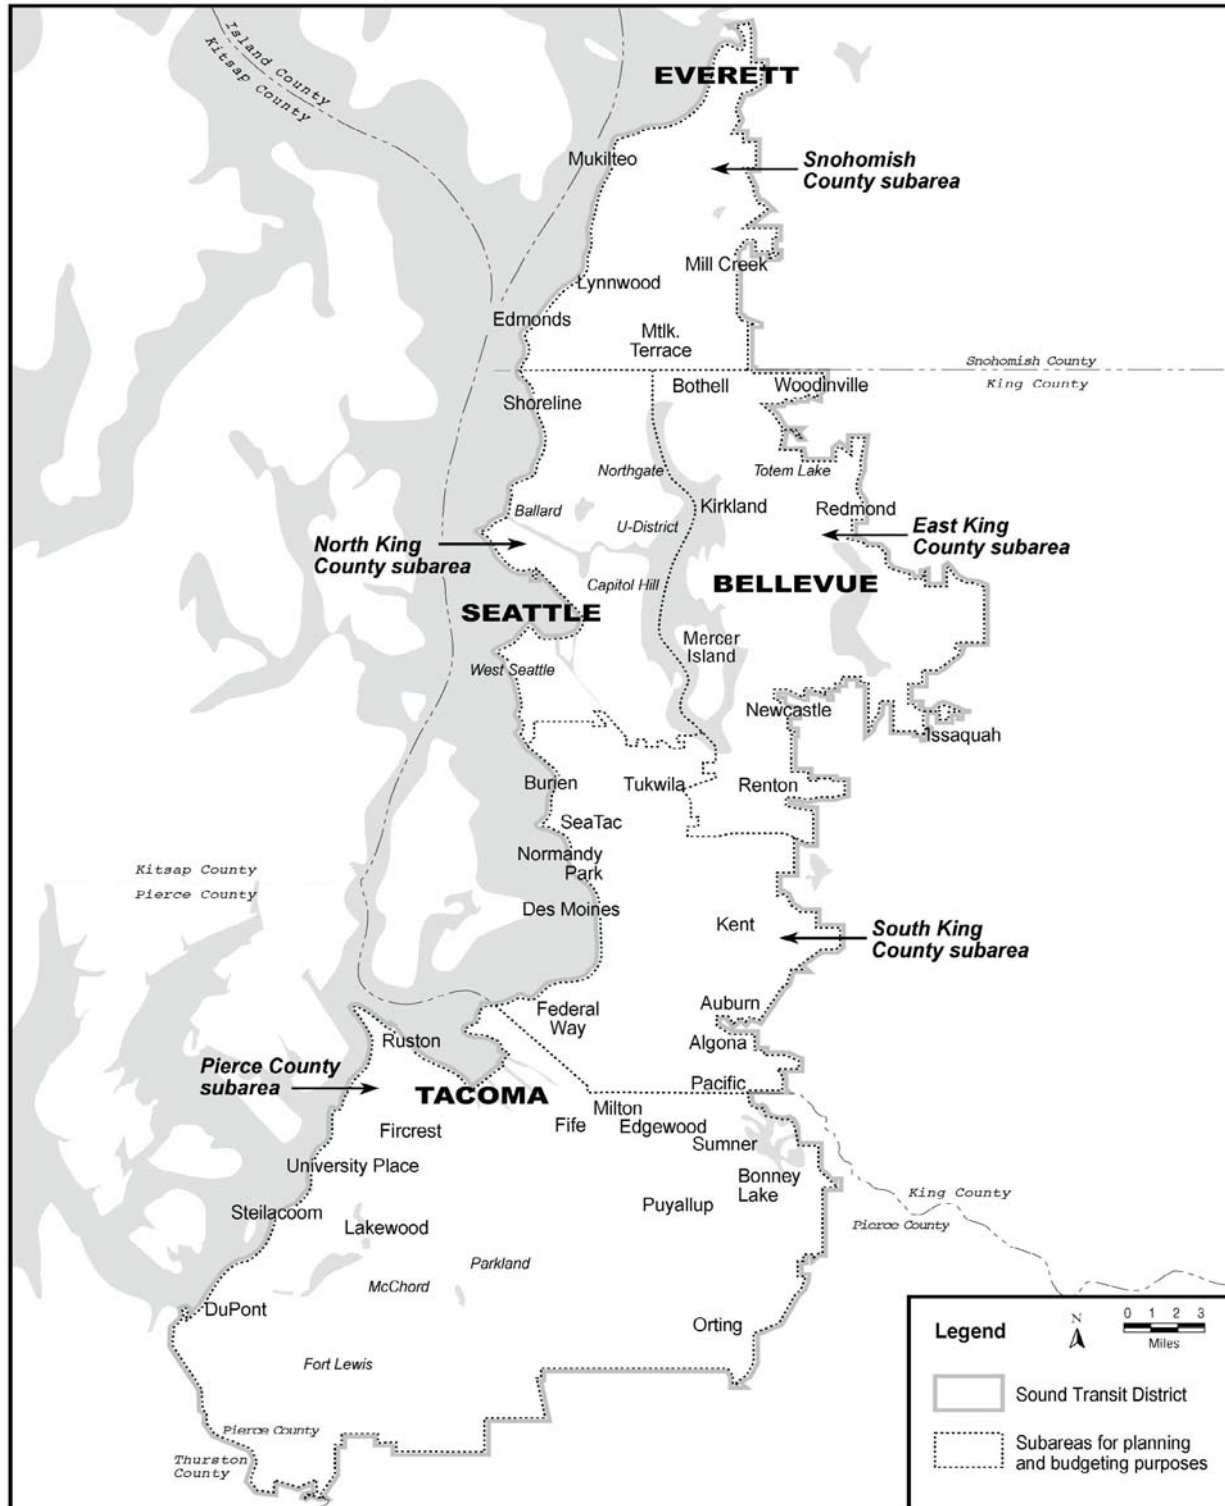 Island County
Kitsap County
EVERETT
Mukilteo
Snohomish
County subarea
Mill Creek
Lynnwood
Edmonds
Mtlk.
Terrace
Snohomish County
King County
Bothell
Woodinville
Shoreline
Northgate
Totem Lake
Ballard
Kirkland
Redmond
U-District
North King
County subarea
East King
County subarea
Capitol Hill
BELLEVUE
SEATTLE
Mercer
Island
West Seattle
Newcastle
Issaquah
Burien
Tukwila
Renton
SeaTac
Normandy
Park
Kitsap County
Pierce County
Des Moines
Kent
South King
County subarea
Auburn
Federal
Way
Ruston
Algona
Pierce County
subarea
Pacific
TACOMA
Milton
Fife
Edgewood
Fircrest
Sumner
University Place
Bonney
Lake
King County
Pierce County
Steilacoom
Lakewood
Puyallup
Parkland
McChord
DuPont
Orting
Fort Lewis
Pierce County
Thurston
County
Legend
N
0 1 2 3
Miles
Sound Transit District
Subareas for planning
and budgeting purposes